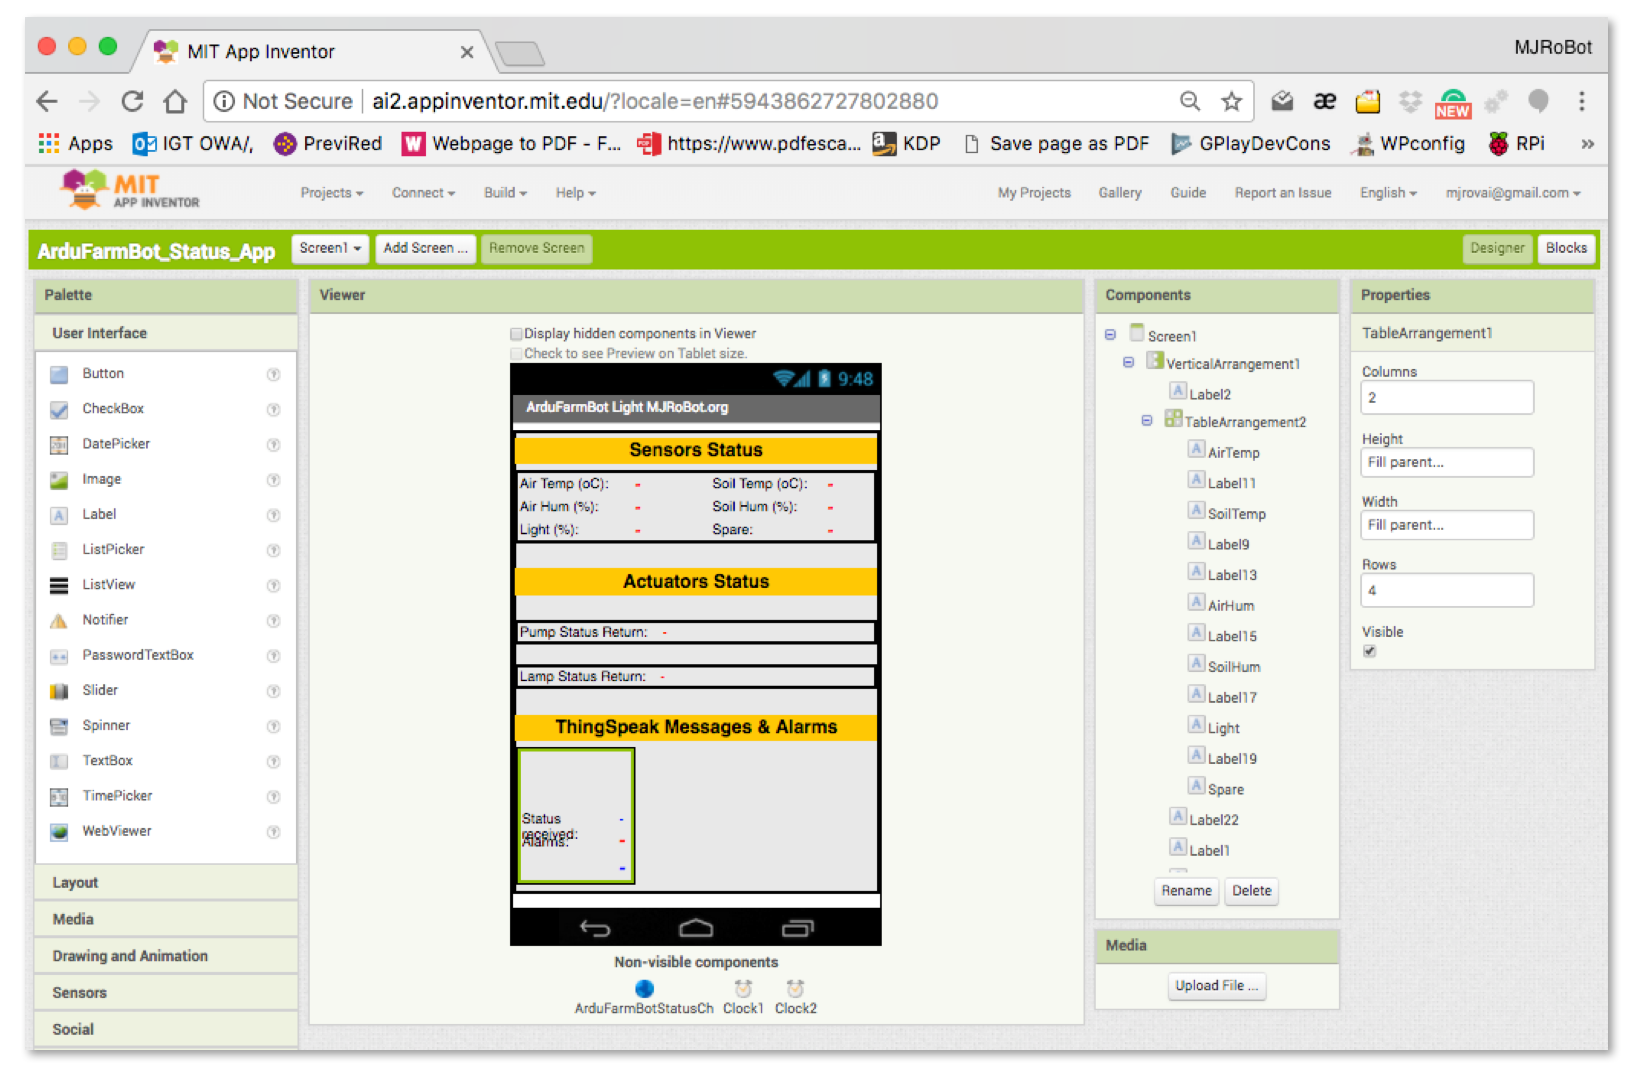 MIT App Inventor
MJRoBot
Not Secure ai2.appinventor.mit.edu/?locale=en#5943862727802880
NEW
Apps IGT OWA/, PreviRed Webpage to PDF - F... https://www.pdfesca... KDP Save page as PDF GPlayDevCons WPconfig RPi »
MIT
APP INVENTOR
Projects Connect Build Help My Projects Gallery Guide Report an Issue English mjrovai@gmail.com
ArduFarmBot_Status_App Screen1 Add Screen ... Remove Screen Designer Blocks
Palette
User Interface
Button
CheckBox
DatePicker
Image
Label
ListPicker
ListView
Notifier
PasswordTextBox
Slider
Spinner
TextBox
TimePicker
WebViewer
Layout
Media
Drawing and Animation
Sensors
Social
Viewer
Display hidden components in Viewer
Check to see Preview on Tablet size.
9:48
ArduFarmBot Light MJRoBot.org
Sensors Status
Air Temp (oC): - Soil Temp (oC): -
Air Hum (%): - Soil Hum (%): -
Light (%): - Spare: -
Actuators Status
Pump Status Return: -
Lamp Status Return: -
ThingSpeak Messages & Alarms
Status -
received:
Alarms: -
-
Non-visible components
ArduFarmBotStatusCh Clock1 Clock2
Components
Screen1
VerticalArrangement1
Label2
TableArrangement2
AirTemp
Label11
SoilTemp
Label9
Label13
AirHum
Label15
SoilHum
Label17
Light
Label19
Spare
Label22
Label1
Rename Delete
Media
Upload File ...
Properties
TableArrangement1
Columns
2
Height
Fill parent...
Width
Fill parent...
Rows
4
Visible